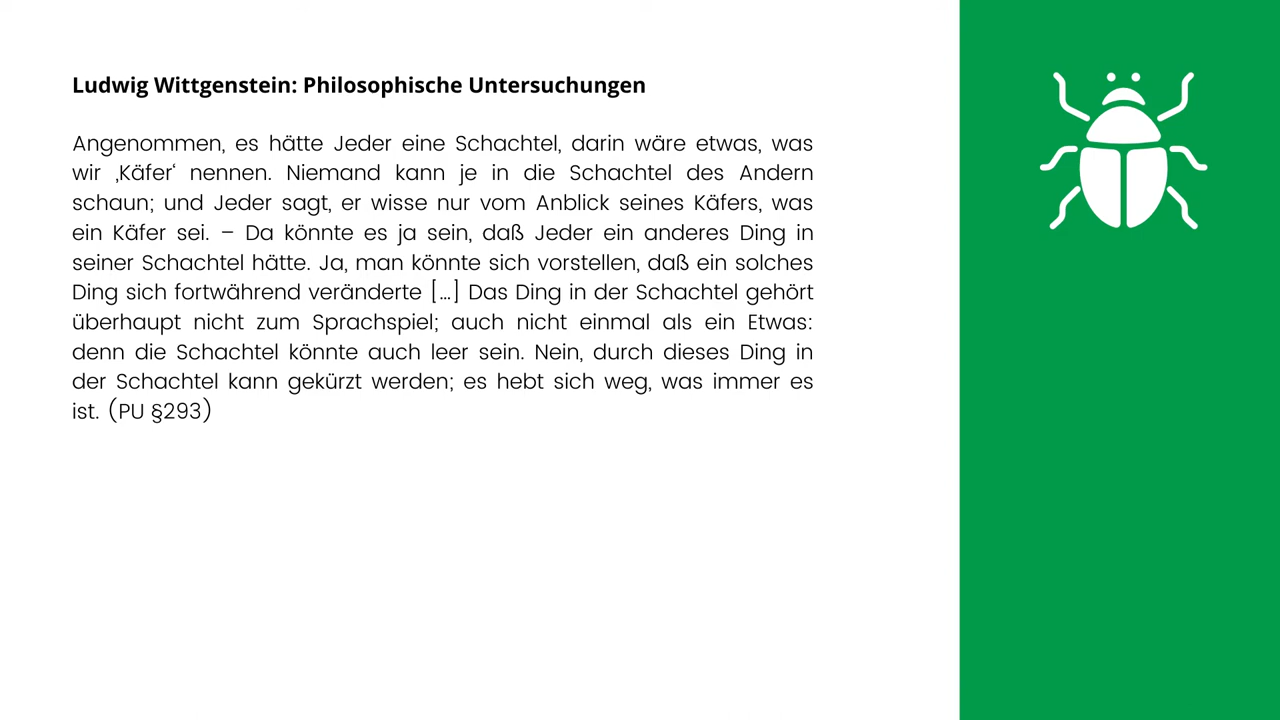 Ludwig Wittgenstein: Philosophische Untersuchungen
Angenommen, es hätte Jeder eine Schachtel, darin wäre etwas, was
wir ‚Käfer‘ nennen. Niemand kann je in die Schachtel des Andern
schaun; und Jeder sagt, er wisse nur vom Anblick seines Käfers, was
ein Käfer sei. – Da könnte es ja sein, daß Jeder ein anderes Ding in
seiner Schachtel hätte. Ja, man könnte sich vorstellen, daß ein solches
Ding sich fortwährend veränderte [...] Das Ding in der Schachtel gehört
überhaupt nicht zum Sprachspiel; auch nicht einmal als ein Etwas:
denn die Schachtel könnte auch leer sein. Nein, durch dieses Ding in
der Schachtel kann gekürzt werden; es hebt sich weg, was immer es
ist. (PU §293)